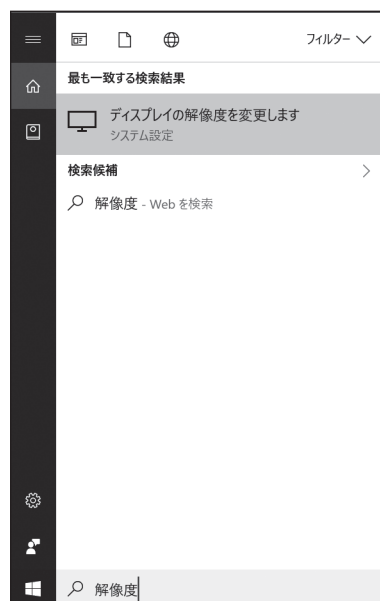 フィルター
最も一致する検索結果
ディスプレイの解像度を変更します
システム設定
検索候補
解像度 - Web を検索
解像度